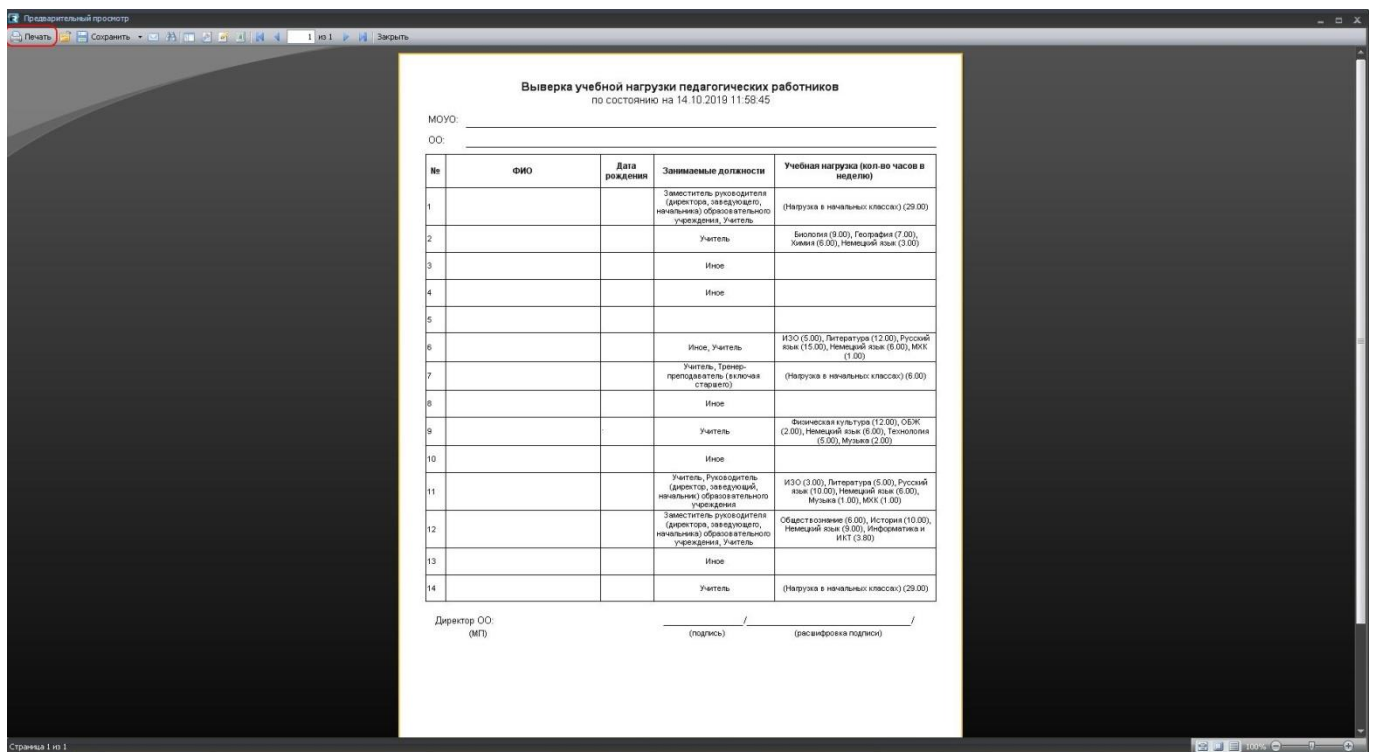 Предварительный просмотр
Печать Сохранить 1 из 1 Закрыть
Выверка учебной нагрузки педагогических работников
по состоянию на 14.10.2019 11:58:45
МОУО:
ОО:
№ ФИО Дата рождения Занимаемые должности Учебная нагрузка (кол-во часов в неделю)
1 Заместитель руководителя (директора, заведующего, начальника) образовательного учреждения, Учитель (Нагрузка в начальных классах) (29.00)
2 Учитель Биология (9.00), География (7.00), Химия (6.00), Немецкий язык (3.00)
3 Иное
4 Иное
5
6 Иное, Учитель ИЗО (5.00), Литература (12.00), Русский язык (15.00), Немецкий язык (6.00), МХК (1.00)
7 Учитель, Тренер-преподаватель (включая старшего) (Нагрузка в начальных классах) (6.00)
8 Иное
9 Учитель Физическая культура (12.00), ОБЖ (2.00), Немецкий язык (6.00), Технология (5.00), Музыка (2.00)
10 Иное
11 Учитель, Руководитель (директор, заведующий, начальник) образовательного учреждения ИЗО (3.00), Литература (5.00), Русский язык (10.00), Немецкий язык (6.00), Музыка (1.00), МХК (1.00)
12 Заместитель руководителя (директора, заведующего, начальника) образовательного учреждения, Учитель Обществознание (6.00), История (10.00), Немецкий язык (9.00), Информатика и ИКТ (3.80)
13 Иное
14 Учитель (Нагрузка в начальных классах) (29.00)
Директор ОО: / /
(МП) (подпись) (расшифровка подписи)
Страница 1 из 1 100%